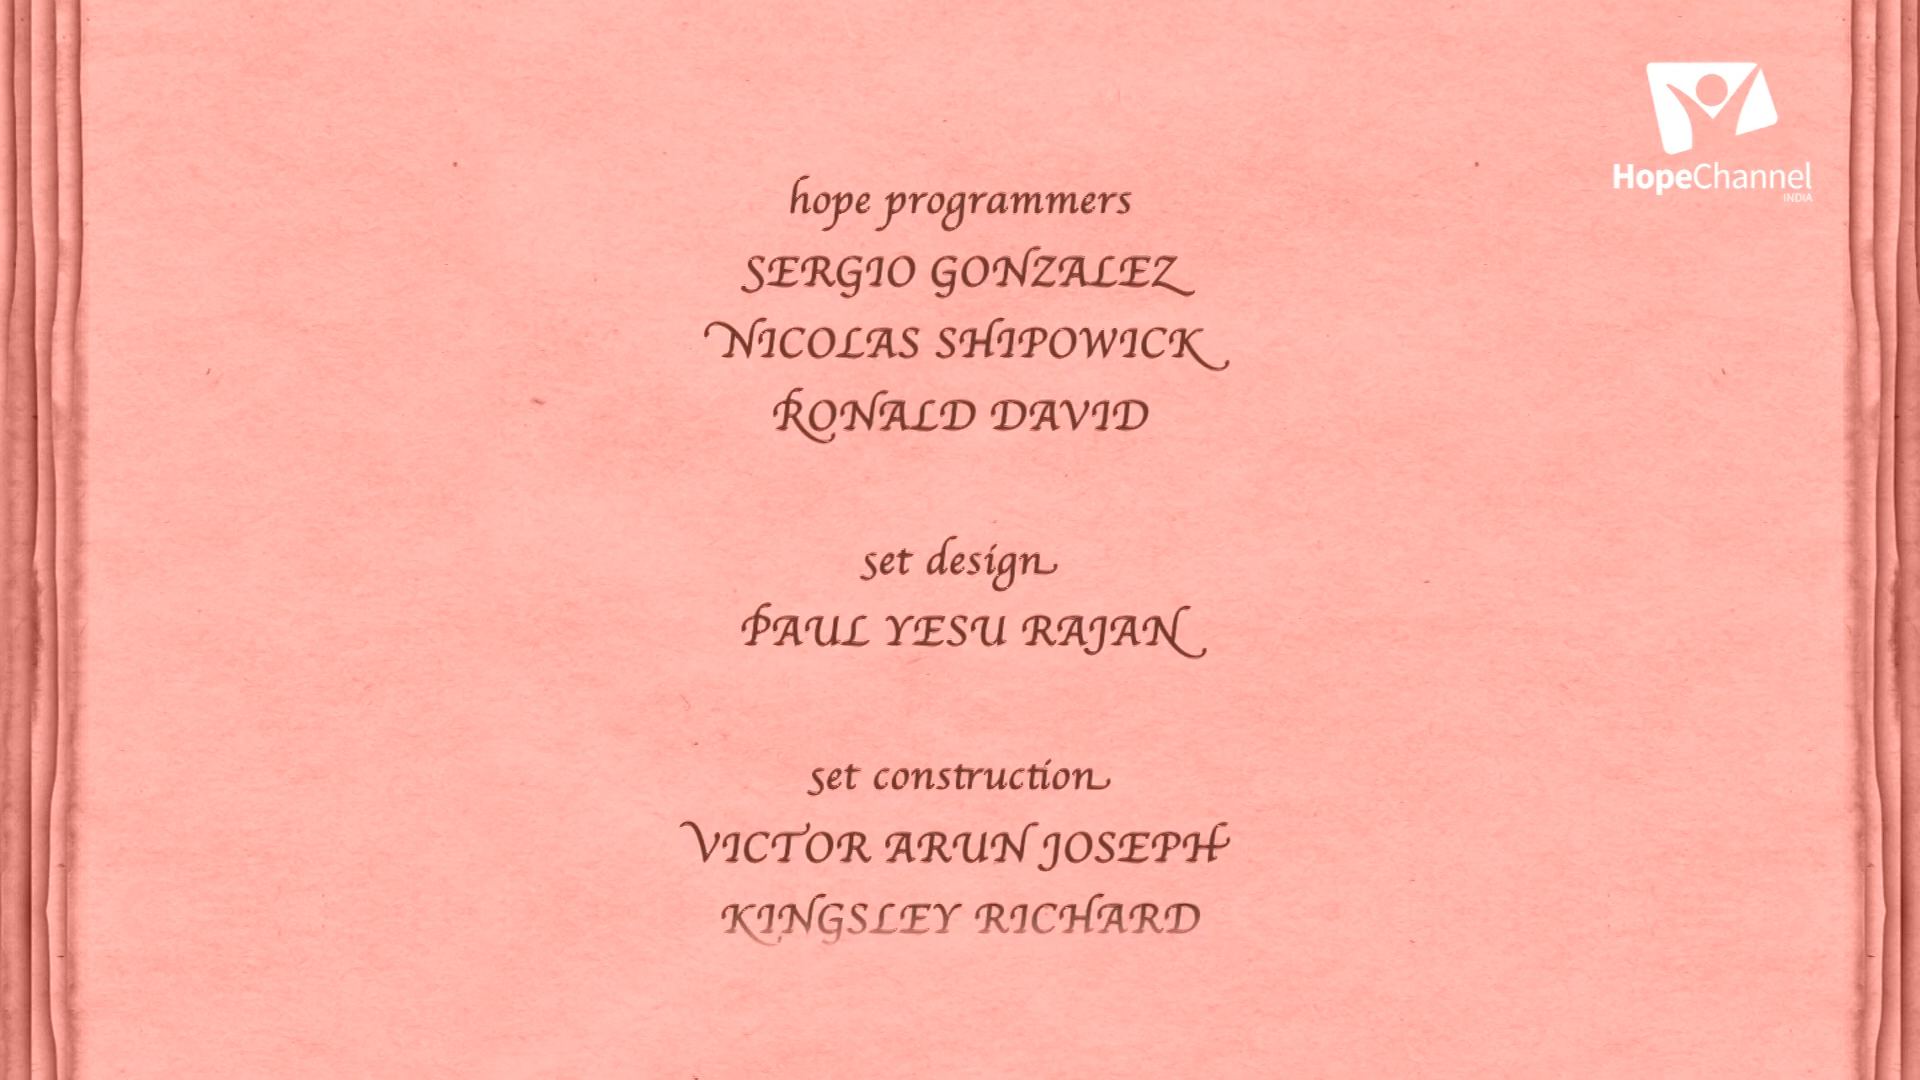 HopeChannel
INDIA
hope programmers
SERGIO GONZALEZ
NICOLAS SHIPOWICK
RONALD DAVID
set design
PAUL YESU RAJAN
set construction
VICTOR ARUN JOSEPH
KINGSLEY RICHARD